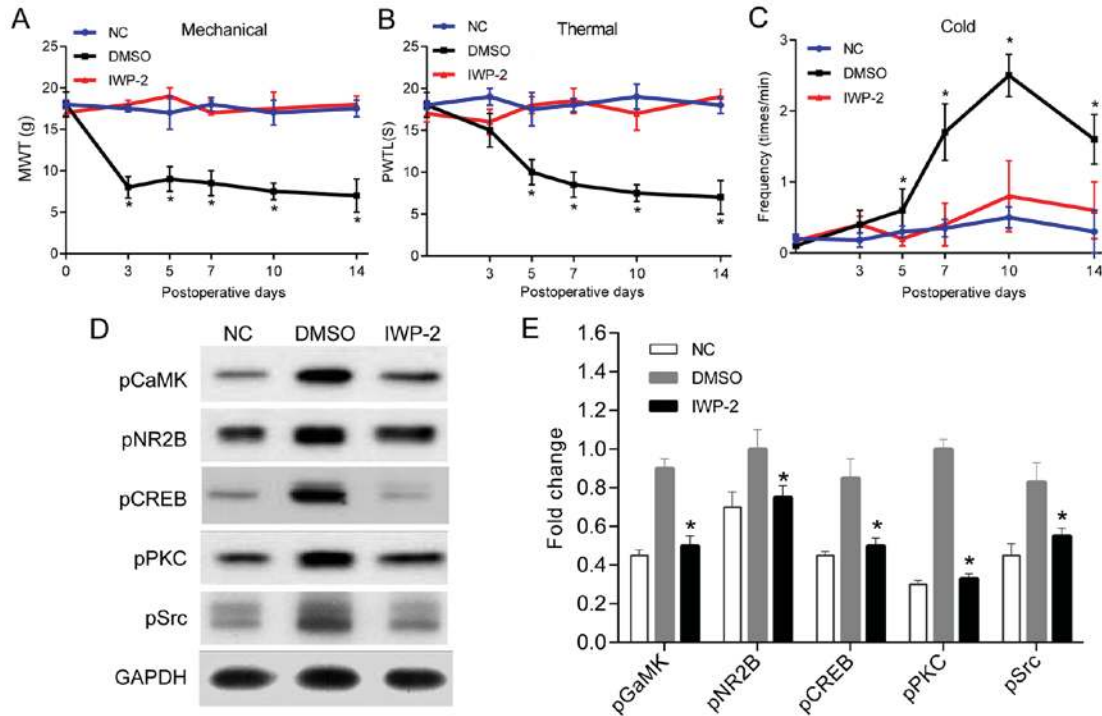 A
Mechanical
NC
DMSO
IWP-2
MWT (g)
25
20
15
10
5
0
* * * * *
0 3 5 7 10 14
Postoperative days
B
Thermal
NC
DMSO
IWP-2
PWTL(S)
25
20
15
10
5
0
* * * *
3 5 7 10 14
Postoperative days
C
Cold
NC
DMSO
IWP-2
Frequency (times/min)
3
2
1
0
* * * *
3 5 7 10 14
Postoperative days
D
NC DMSO IWP-2
pCaMK
pNR2B
pCREB
pPKC
pSrc
GAPDH
E
NC
DMSO
IWP-2
Fold change
1.6
1.4
1.2
1.0
0.8
0.6
0.4
0.2
0.0
* * * * *
pGaMK pNR2B pCREB pPKC pSrc